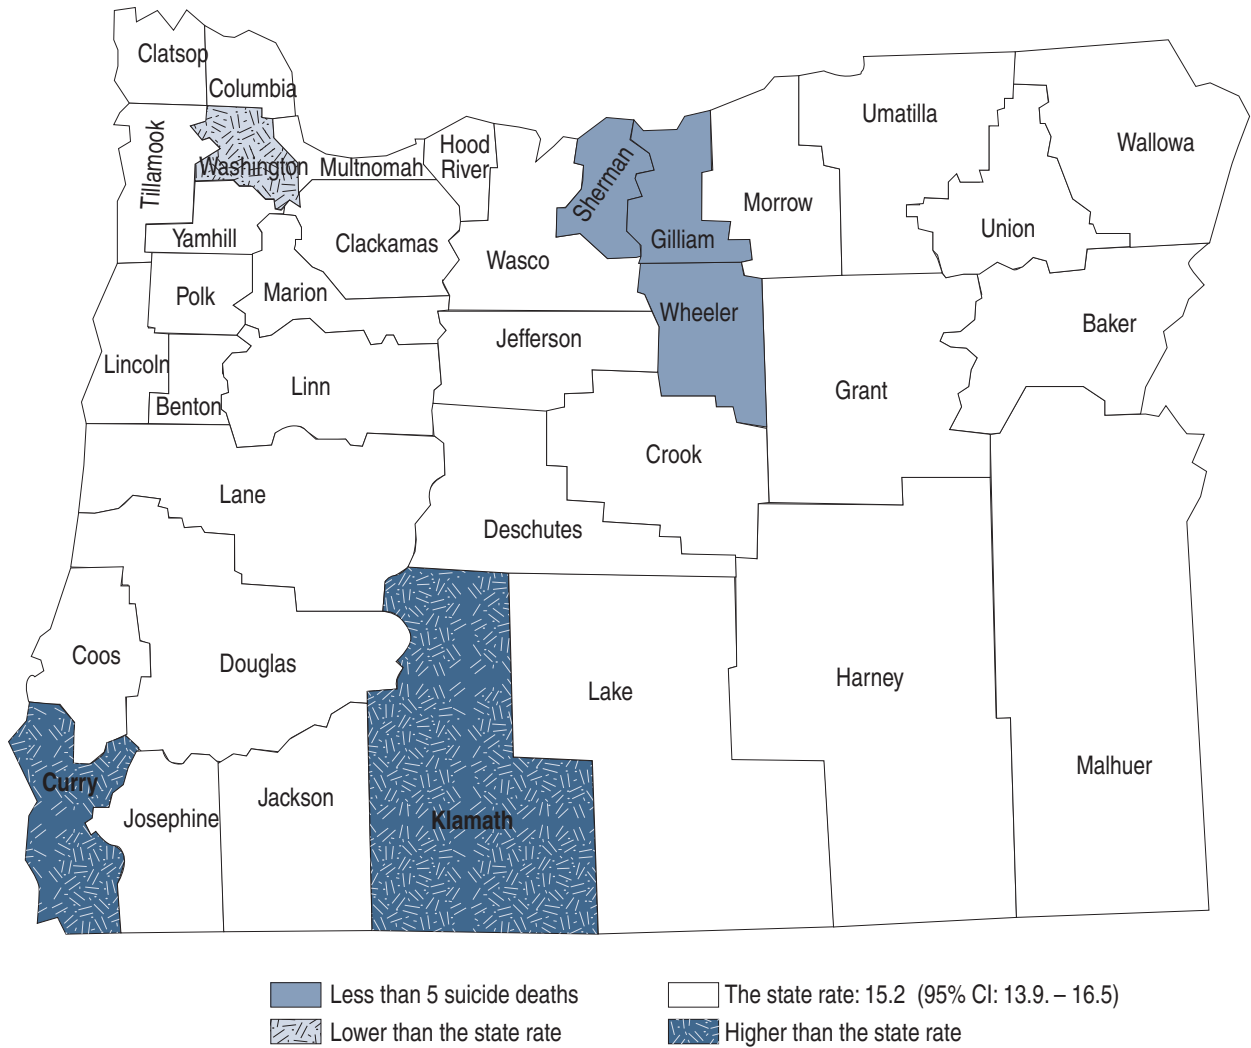 Clatsop
Columbia
Tillamook
Washington
Multnomah
Hood
River
Sherman
Gilliam
Morrow
Umatilla
Wallowa
Union
Yamhill
Clackamas
Wasco
Polk
Marion
Wheeler
Jefferson
Baker
Lincoln
Benton
Linn
Grant
Crook
Lane
Deschutes
Coos
Douglas
Lake
Harney
Malhuer
Curry
Josephine
Jackson
Klamath
Less than 5 suicide deaths
The state rate: 15.2 (95% CI: 13.9. – 16.5)
Lower than the state rate
Higher than the state rate